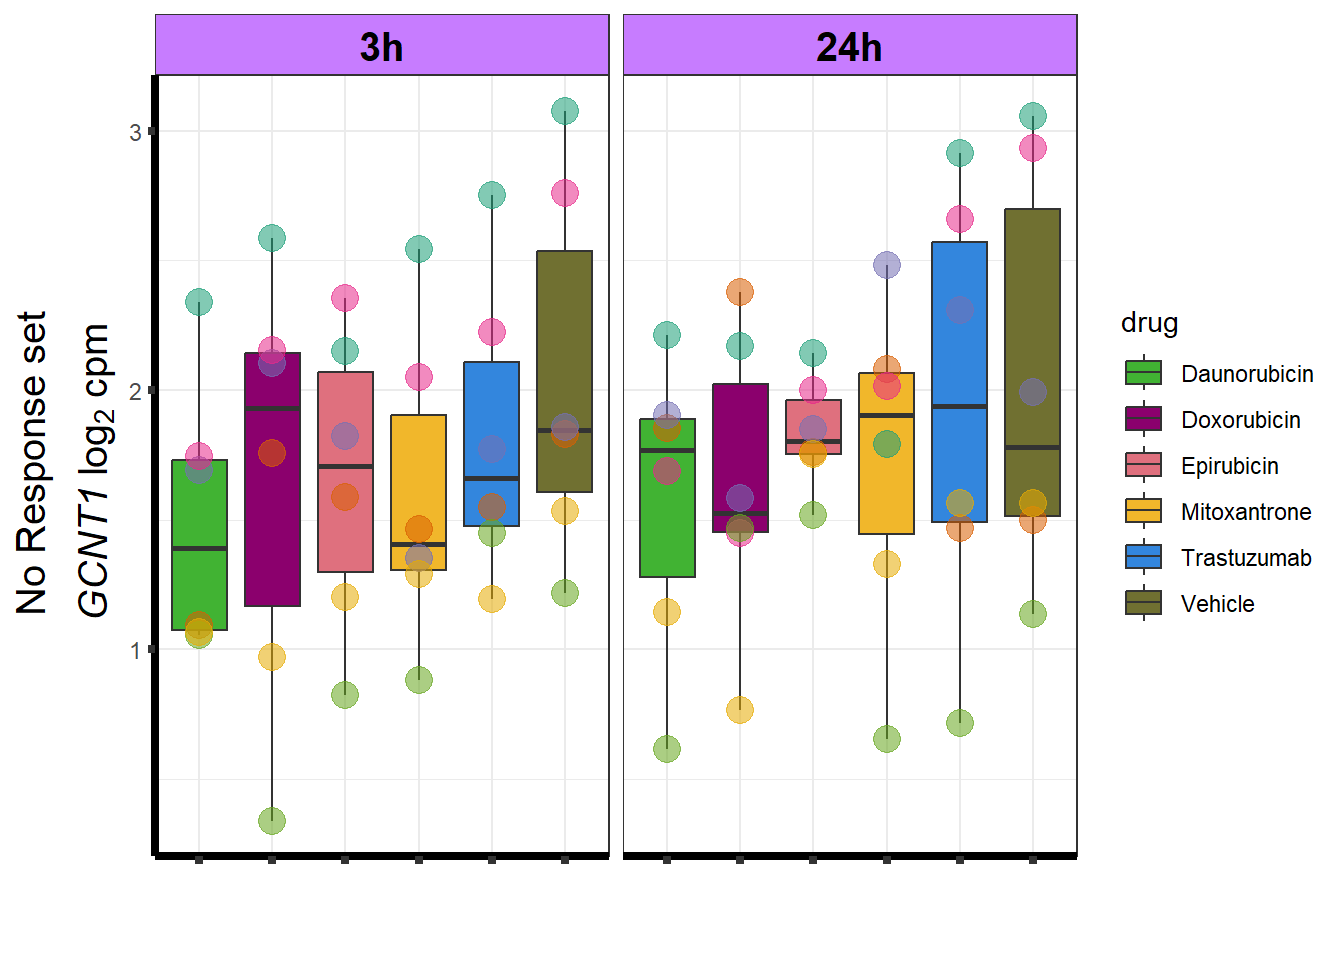 3h
24h
No Response set
GCNT1 log₂ cpm
3
2
1
drug
Daunorubicin
Doxorubicin
Epirubicin
Mitoxantrone
Trastuzumab
Vehicle